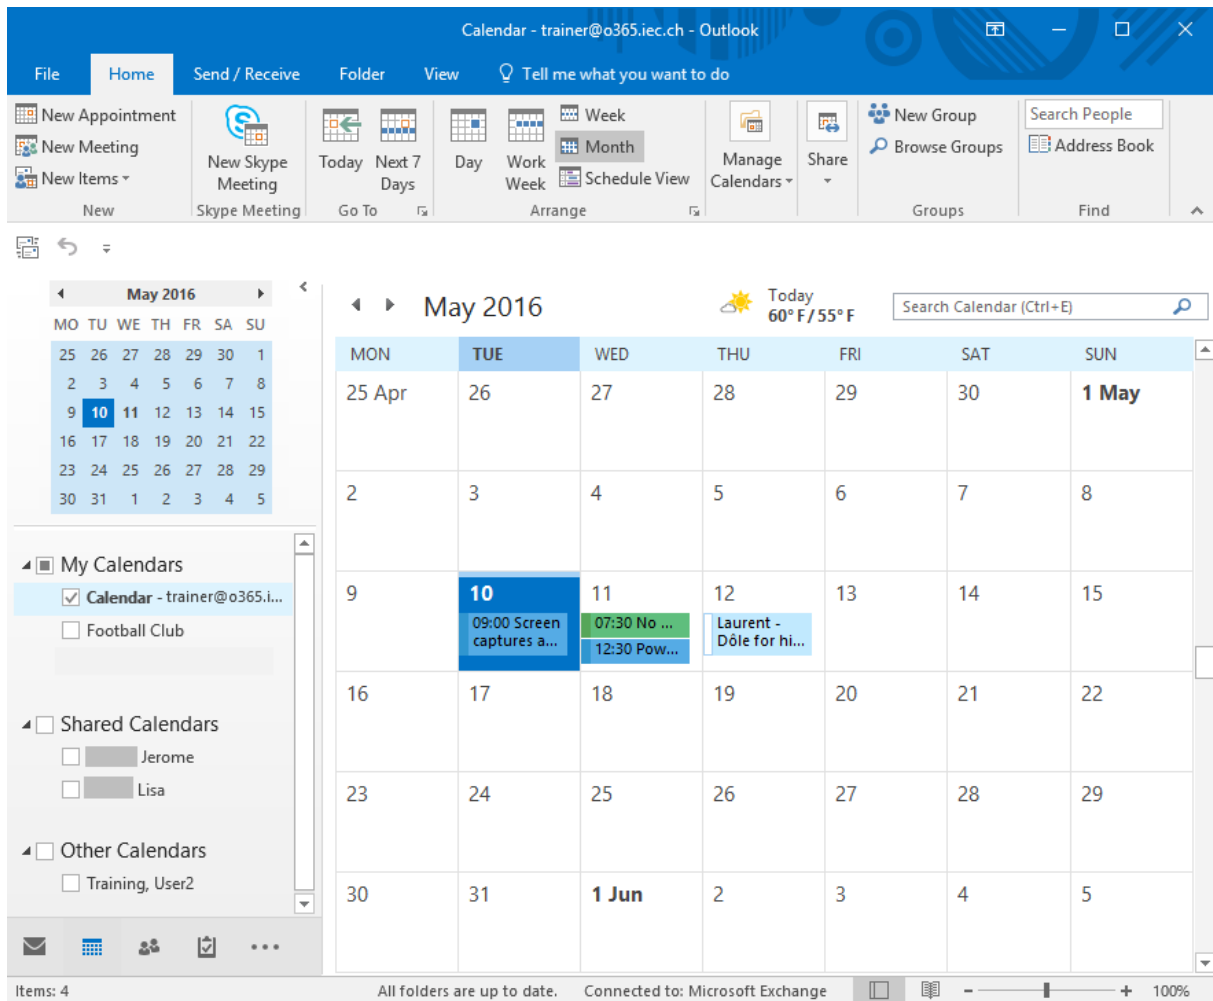 Calendar - trainer@o365.iec.ch - Outlook
File Home Send / Receive Folder View Tell me what you want to do
New Appointment
New Meeting
New Items
New
New Skype Meeting
Skype Meeting
Today
Next 7 Days
Go To
Day
Work Week
Week
Month
Schedule View
Arrange
Manage Calendars
Share
New Group
Browse Groups
Groups
Search People
Address Book
Find
May 2016
MO TU WE TH FR SA SU
25 26 27 28 29 30 1
2 3 4 5 6 7 8
9 10 11 12 13 14 15
16 17 18 19 20 21 22
23 24 25 26 27 28 29
30 31 1 2 3 4 5
My Calendars
Calendar - trainer@o365.i...
Football Club
Shared Calendars
Jerome
Lisa
Other Calendars
Training, User2
May 2016
Today
60° F / 55° F
Search Calendar (Ctrl+E)
MON TUE WED THU FRI SAT SUN
25 Apr 26 27 28 29 30 1 May
2 3 4 5 6 7 8
9 10 11 12 13 14 15
09:00 Screen captures a...
07:30 No ...
12:30 Pow...
Laurent - Dôle for hi...
16 17 18 19 20 21 22
23 24 25 26 27 28 29
30 31 1 Jun 2 3 4 5
Items: 4 All folders are up to date. Connected to: Microsoft Exchange 100%